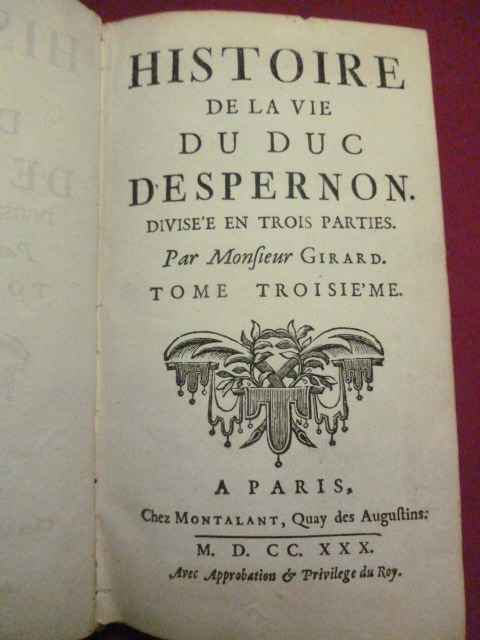 HISTOIRE
DE LA VIE
DU DUC
D'ESPERNON.
DIVISE'E EN TROIS PARTIES.
Par Monſieur GIRARD.
TOME TROISIE'ME.
A PARIS,
Chez MONTALANT, Quay des Auguſtins.
M. D. CC. XXX.
Avec Approbation & Privilege du Roy.